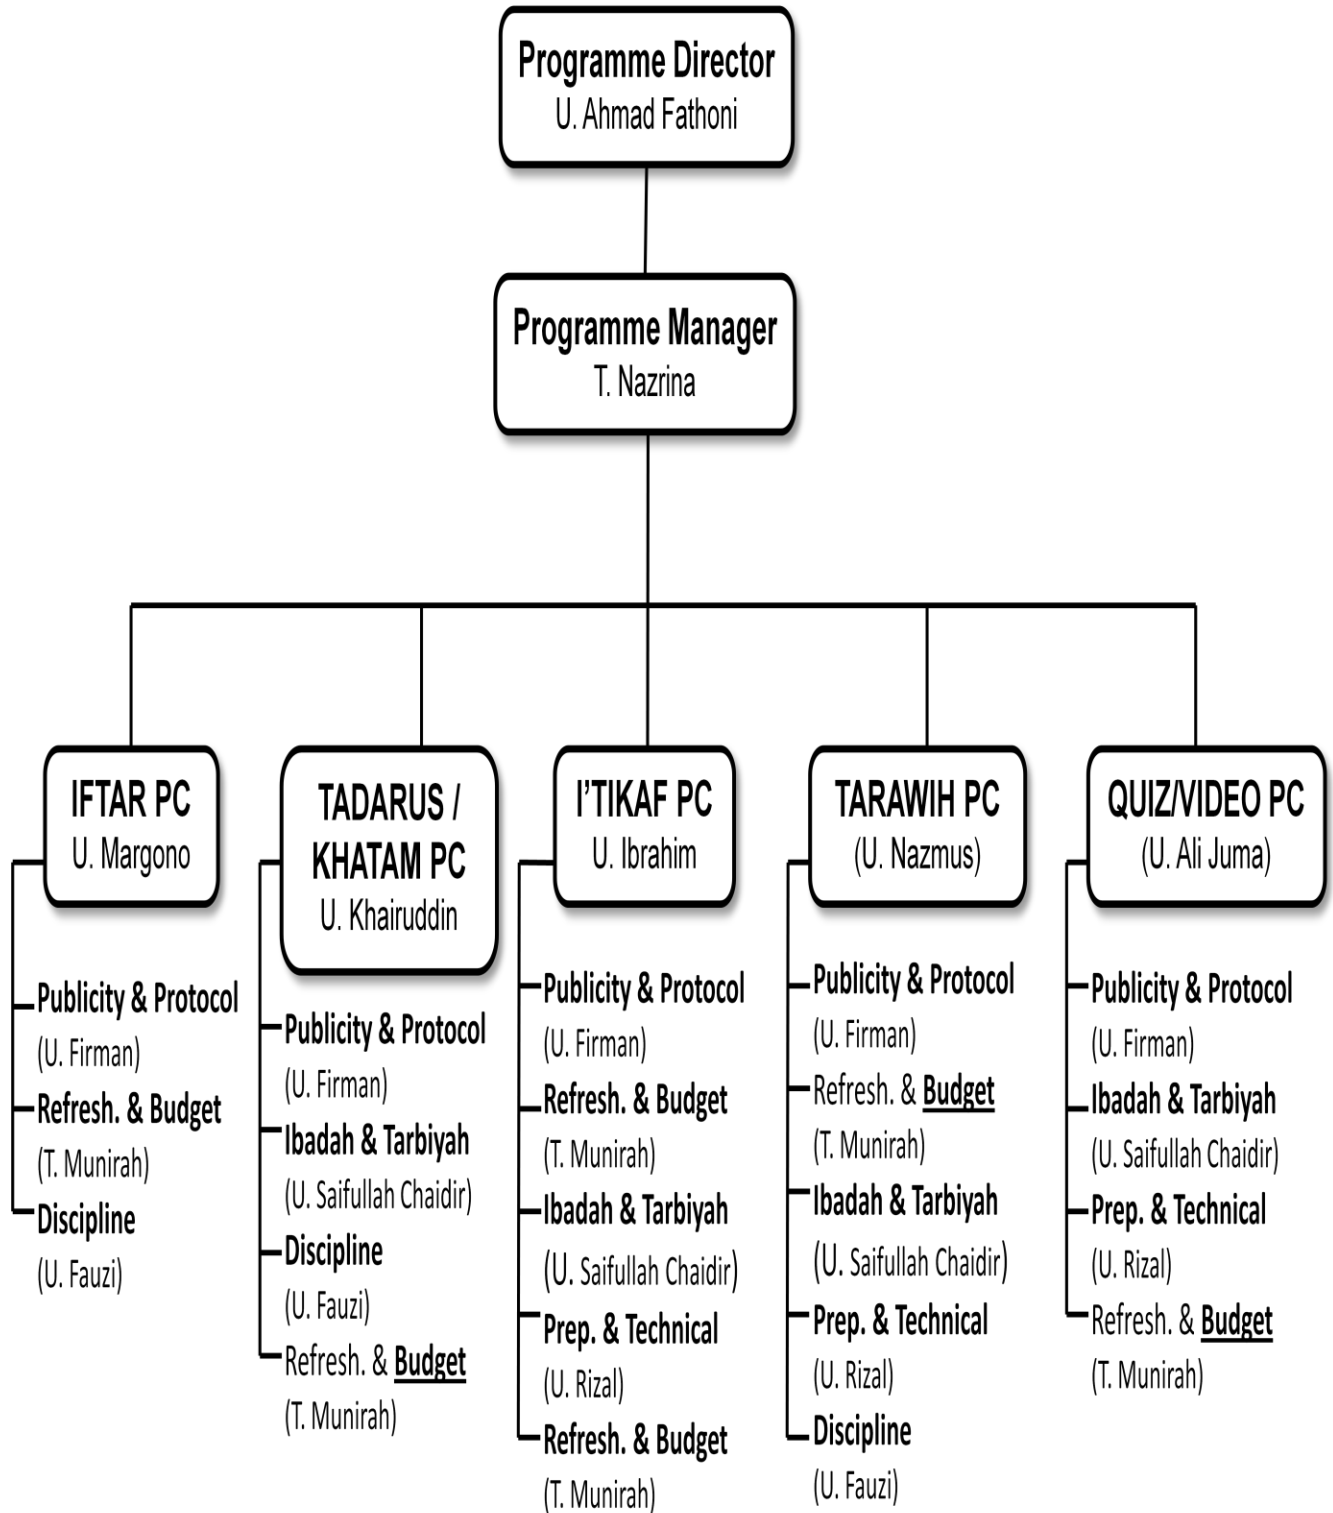 Programme Director
U. Ahmad Fathoni
Programme Manager
T. Nazrina
IFTAR PC
U. Margono
Publicity & Protocol
(U. Firman)
Refresh. & Budget
(T. Munirah)
Discipline
(U. Fauzi)
TADARUS /
KHATAM PC
U. Khairuddin
Publicity & Protocol
(U. Firman)
Ibadah & Tarbiyah
(U. Saifullah Chaidir)
Discipline
(U. Fauzi)
Refresh. & Budget
(T. Munirah)
I’TIKAF PC
U. Ibrahim
Publicity & Protocol
(U. Firman)
Refresh. & Budget
(T. Munirah)
Ibadah & Tarbiyah
(U. Saifullah Chaidir)
Prep. & Technical
(U. Rizal)
Refresh. & Budget
(T. Munirah)
TARAWIH PC
(U. Nazmus)
Publicity & Protocol
(U. Firman)
Refresh. & Budget
(T. Munirah)
Ibadah & Tarbiyah
(U. Saifullah Chaidir)
Prep. & Technical
(U. Rizal)
Discipline
(U. Fauzi)
QUIZ/VIDEO PC
(U. Ali Juma)
Publicity & Protocol
(U. Firman)
Ibadah & Tarbiyah
(U. Saifullah Chaidir)
Prep. & Technical
(U. Rizal)
Refresh. & Budget
(T. Munirah)